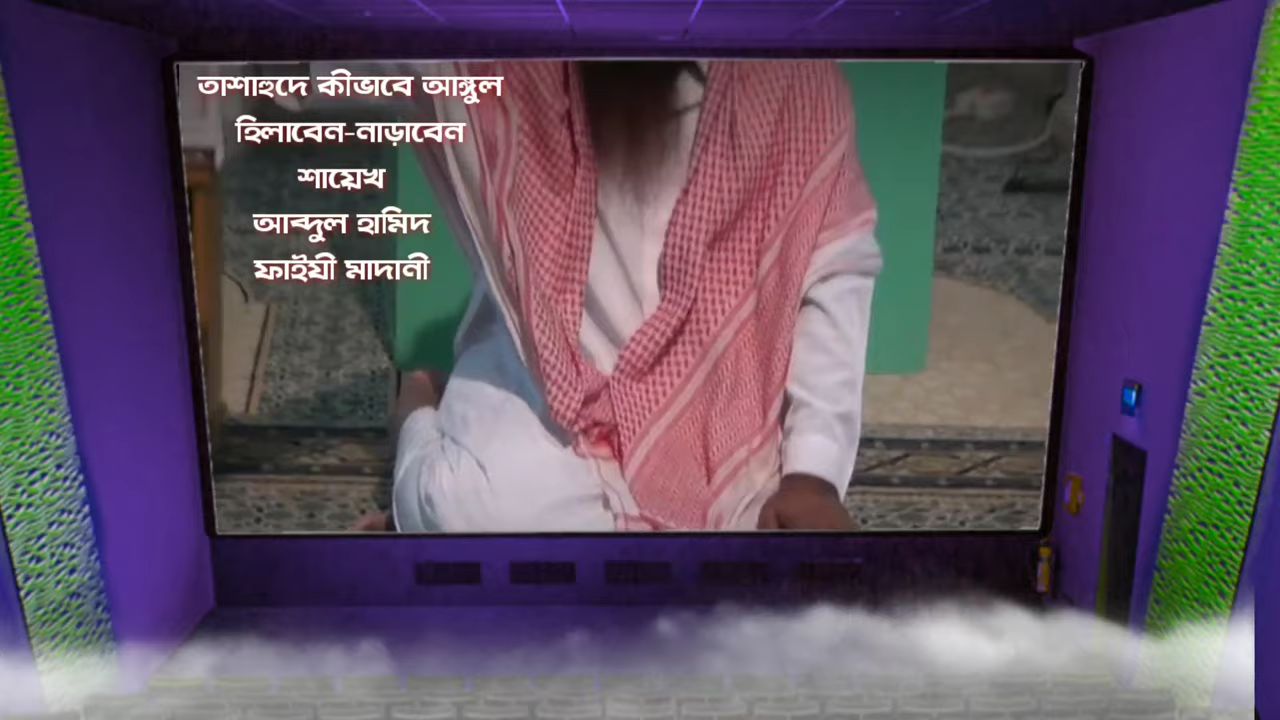 তাশাহুদে কীভাবে আঙ্গুল
হিলাবেন-নাড়াবেন
শায়েখ
আব্দুল হামিদ
ফাইযী মাদানী